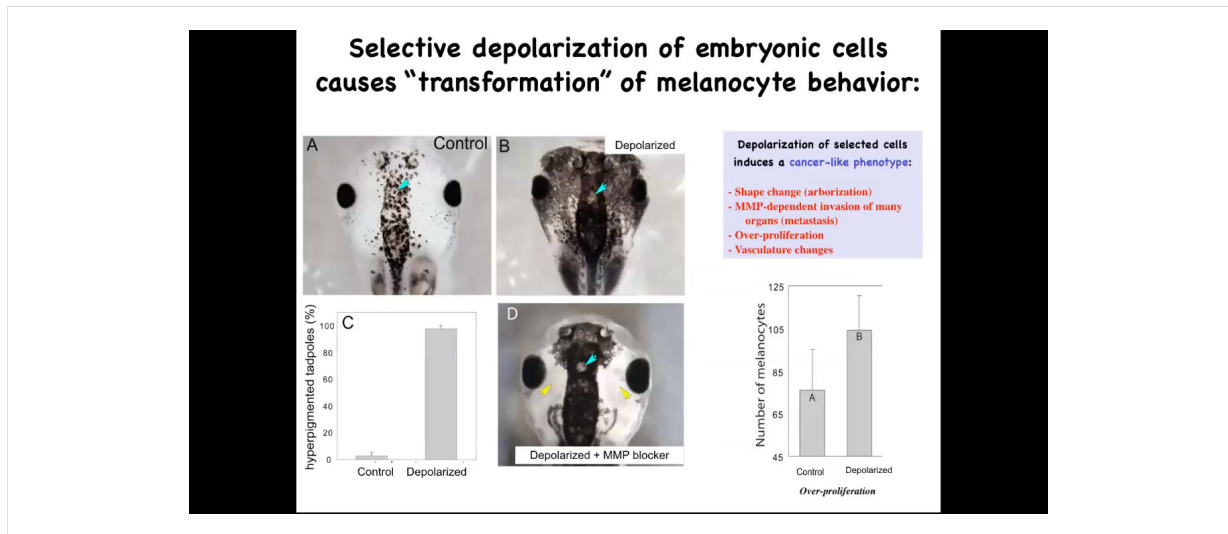 Selective depolarization of embryonic cells
causes “transformation” of melanocyte behavior:
A
Control
B
Depolarized
Depolarization of selected cells
induces a cancer-like phenotype:
- Shape change (arborization)
- MMP-dependent invasion of many
organs (metastasis)
- Over-proliferation
- Vasculature changes
C
hyperpigmented tadpoles (%)
100
80
60
40
20
0
Control
Depolarized
D
Depolarized + MMP blocker
Number of melanocytes
125
105
85
65
45
A
B
Control
Depolarized
Over-proliferation